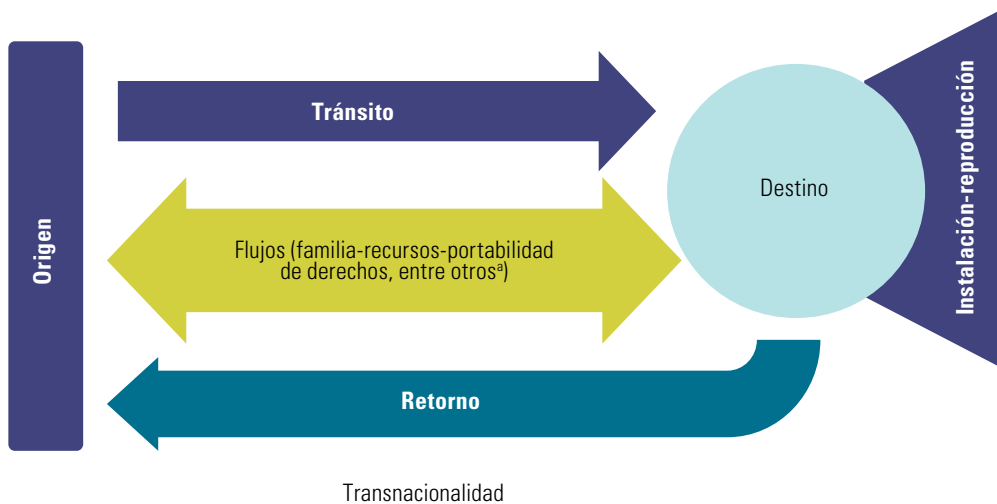 Origen
Tránsito
Flujos (familia-recursos-portabilidad
de derechos, entre otrosª)
Retorno
Destino
Instalación-reproducción
Transnacionalidad